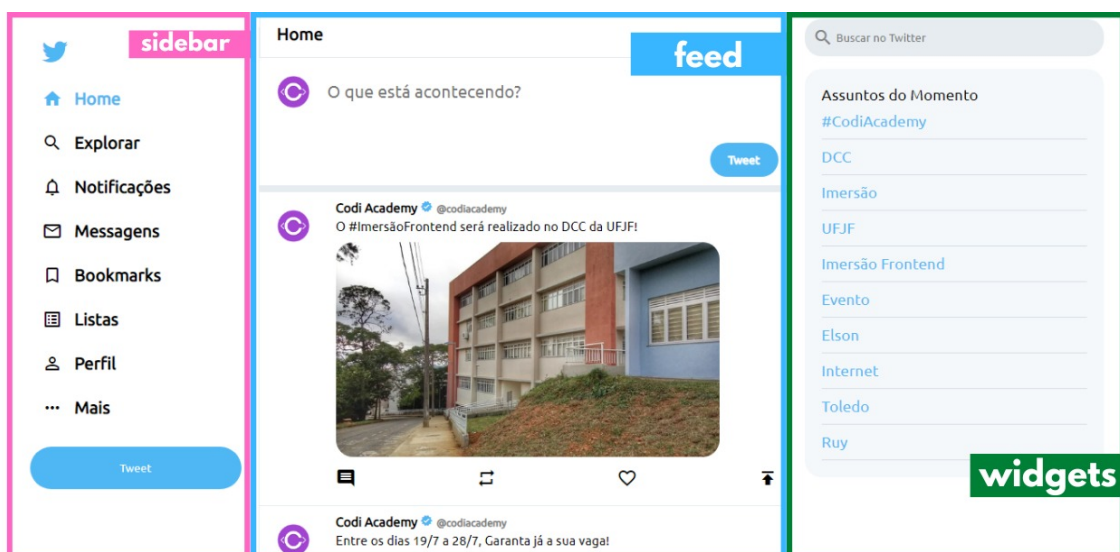 sidebar
Home
Explorar
Notificações
Messagens
Bookmarks
Listas
Perfil
Mais
Tweet
Home
feed
O que está acontecendo?
Tweet
Codi Academy @codiacademy
O #ImersãoFrontend será realizado no DCC da UFJF!
Codi Academy @codiacademy
Entre os dias 19/7 a 28/7, Garanta já a sua vaga!
Buscar no Twitter
Assuntos do Momento
#CodiAcademy
DCC
Imersão
UFJF
Imersão Frontend
Evento
Elson
Internet
Toledo
Ruy
widgets